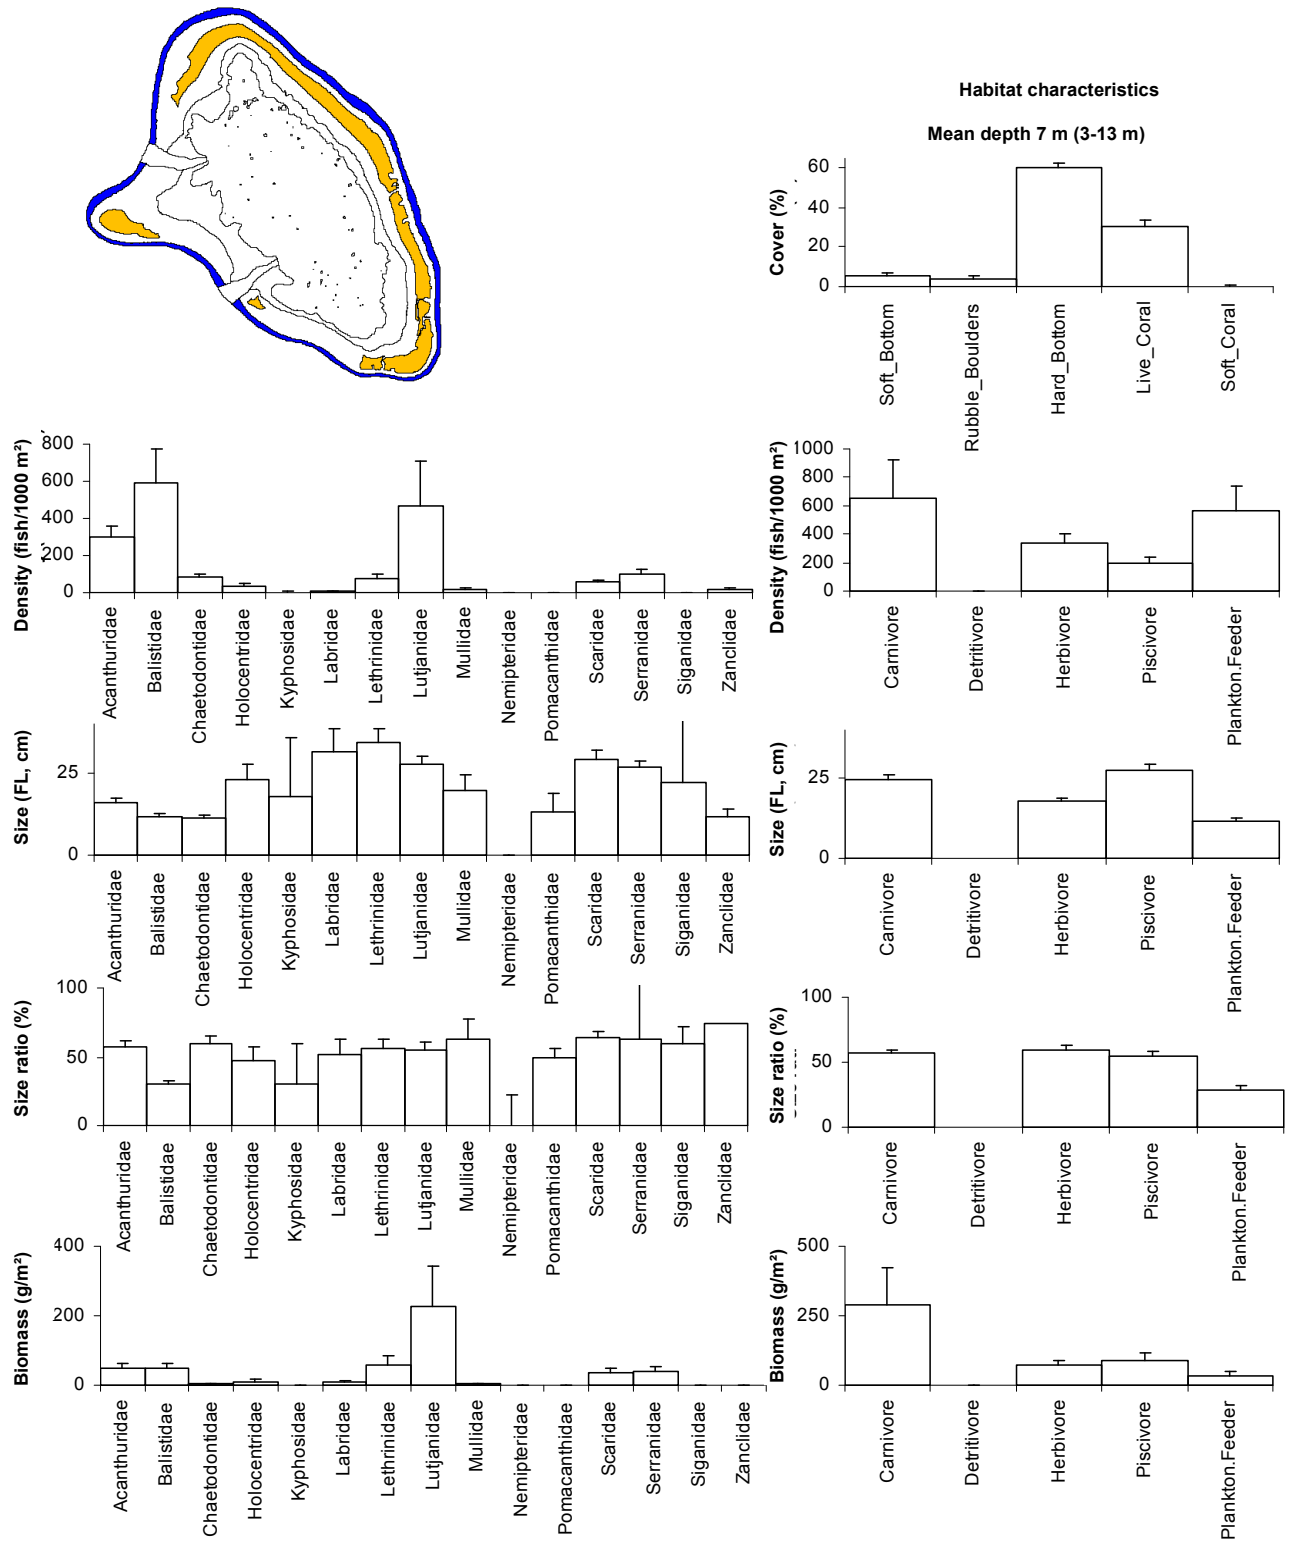 Habitat characteristics
Mean depth 7 m (3-13 m)
Cover (%)
60
40
20
0
Soft_Bottom
Rubble_Boulders
Hard_Bottom
Live_Coral
Soft_Coral
Density (fish/1000 m²)
800
600
400
200
0
Acanthuridae
Balistidae
Chaetodontidae
Holocentridae
Kyphosidae
Labridae
Lethrinidae
Lutjanidae
Mullidae
Nemipteridae
Pomacanthidae
Scaridae
Serranidae
Siganidae
Zanclidae
Density (fish/1000 m²)
1000
800
600
400
200
0
Carnivore
Detritivore
Herbivore
Piscivore
Plankton.Feeder
Size (FL, cm)
25
0
Acanthuridae
Balistidae
Chaetodontidae
Holocentridae
Kyphosidae
Labridae
Lethrinidae
Lutjanidae
Mullidae
Nemipteridae
Pomacanthidae
Scaridae
Serranidae
Siganidae
Zanclidae
Size (FL, cm)
25
0
Carnivore
Detritivore
Herbivore
Piscivore
Plankton.Feeder
Size ratio (%)
100
50
0
Acanthuridae
Balistidae
Chaetodontidae
Holocentridae
Kyphosidae
Labridae
Lethrinidae
Lutjanidae
Mullidae
Nemipteridae
Pomacanthidae
Scaridae
Serranidae
Siganidae
Zanclidae
Size ratio (%)
100
50
0
Carnivore
Detritivore
Herbivore
Piscivore
Plankton.Feeder
Biomass (g/m²)
400
200
0
Acanthuridae
Balistidae
Chaetodontidae
Holocentridae
Kyphosidae
Labridae
Lethrinidae
Lutjanidae
Mullidae
Nemipteridae
Pomacanthidae
Scaridae
Serranidae
Siganidae
Zanclidae
Biomass (g/m²)
500
250
0
Carnivore
Detritivore
Herbivore
Piscivore
Plankton.Feeder